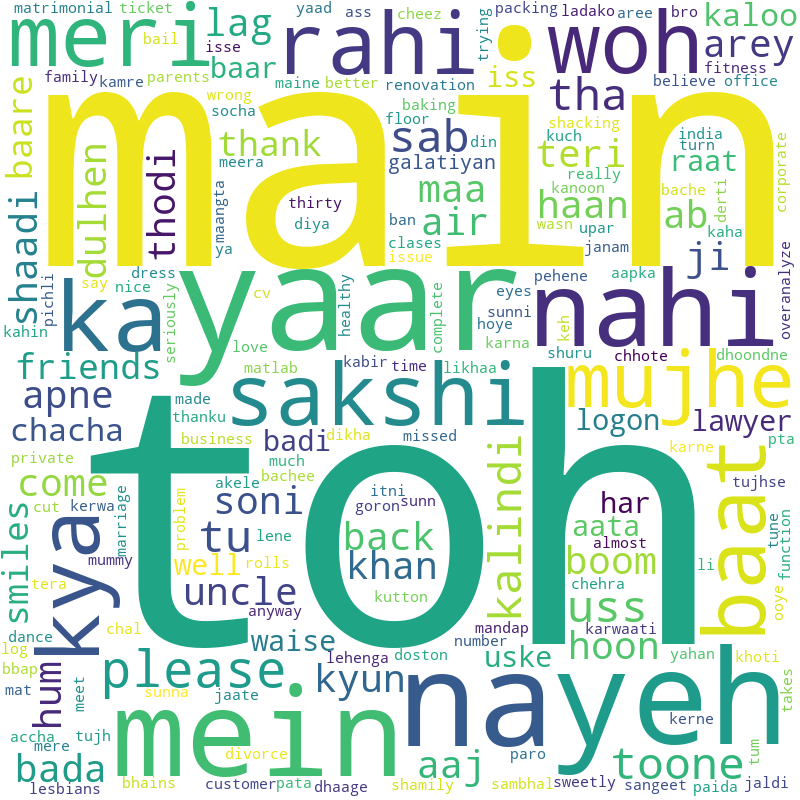 matrimonial ticket
meri lag rahi woh kaloo
yaad ass cheez packing ladako aree bro
bail isse baar maine better trying iss tha arey
family kamre parents renovation believe office fitness
main
wrong socha baking floor shacking
baare thank sab din kuch india turn corporate
meera galatiyan teri really raat
dulhen thodi maangta thirty maa kanoon bache derti
shaadi diya ban air haan ab
ya clases wasn upar kaha
issue janam ji
pichli say dress nice
ka yaar nahi
cv healthy eyes pehene aapka overanalyze
kahin seriously complete sunni hoye keh
love karna shuru chhote dhoondne
friends matlab kabir time likhaa mujhe
apne made sakshi
thanku logon lawyer
chacha business badi dikha missed karne pta
private much bachee kalindi
come akele itni baat tujhse
cut kerwa soni goron sunn har
toh
kya marriage problem tu lene back aata almost tune function
smiles mummy well rolls khan boom li
tera uncle kutton chehra uss ooye
chal anyway number karwaati
dance waise mandap hoon
log please lehenga doston uske yahan khoti
bbap hum kyun nayeh takes
mat meet sunna jaate
mein
accha mere tujh divorce paro kerne tum
bada aaj toone
lesbians bhains customer pata dhaage shamily sambhal sweetly sangeet paida jaldi